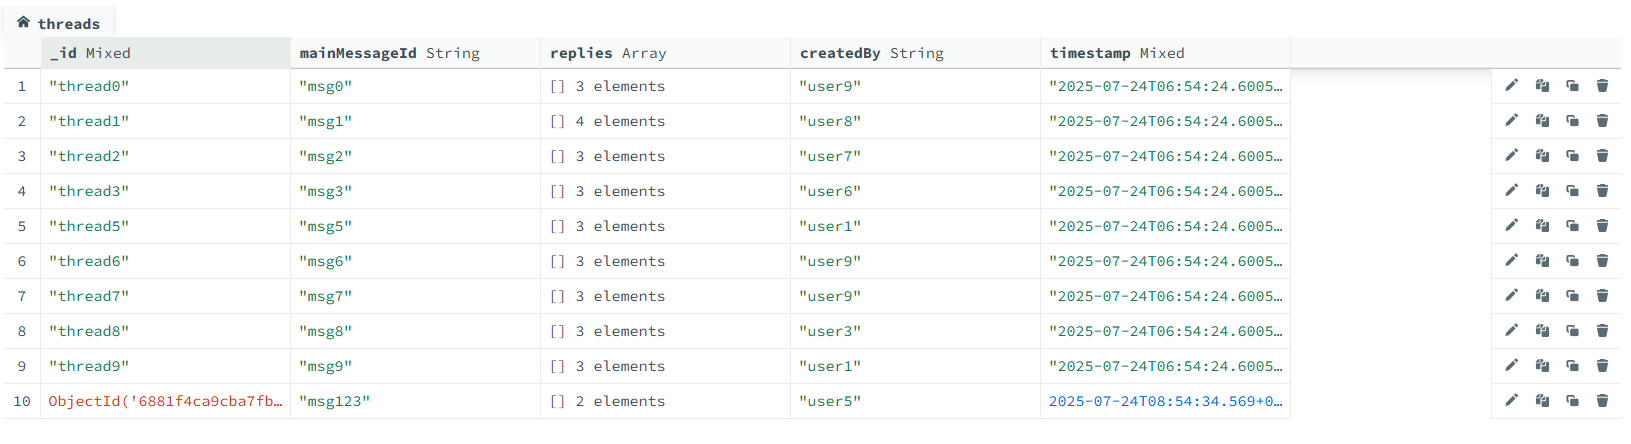 threads
_id Mixed mainMessageId String replies Array createdBy String timestamp Mixed
1 "thread0" "msg0" [] 3 elements "user9" "2025-07-24T06:54:24.6005…
2 "thread1" "msg1" [] 4 elements "user8" "2025-07-24T06:54:24.6005…
3 "thread2" "msg2" [] 3 elements "user7" "2025-07-24T06:54:24.6005…
4 "thread3" "msg3" [] 3 elements "user6" "2025-07-24T06:54:24.6005…
5 "thread5" "msg5" [] 3 elements "user1" "2025-07-24T06:54:24.6005…
6 "thread6" "msg6" [] 3 elements "user9" "2025-07-24T06:54:24.6005…
7 "thread7" "msg7" [] 3 elements "user9" "2025-07-24T06:54:24.6005…
8 "thread8" "msg8" [] 3 elements "user3" "2025-07-24T06:54:24.6005…
9 "thread9" "msg9" [] 3 elements "user1" "2025-07-24T06:54:24.6005…
10 ObjectId('6881f4ca9cba7fb… "msg123" [] 2 elements "user5" 2025-07-24T08:54:34.569+0…